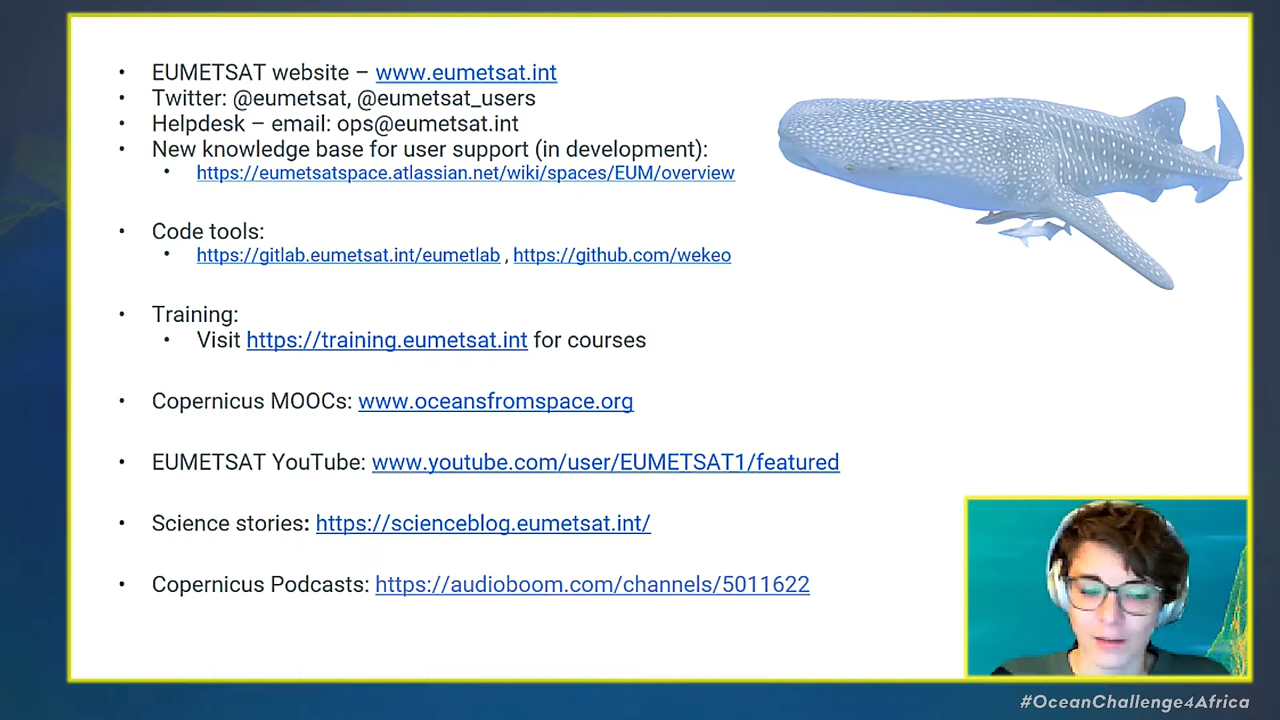 • EUMETSAT website – www.eumetsat.int
• Twitter: @eumetsat, @eumetsat_users
• Helpdesk – email: ops@eumetsat.int
• New knowledge base for user support (in development):
• https://eumetsatspace.atlassian.net/wiki/spaces/EUM/overview
• Code tools:
• https://gitlab.eumetsat.int/eumetlab , https://github.com/wekeo
• Training:
• Visit https://training.eumetsat.int for courses
• Copernicus MOOCs: www.oceansfromspace.org
• EUMETSAT YouTube: www.youtube.com/user/EUMETSAT1/featured
• Science stories: https://scienceblog.eumetsat.int/
• Copernicus Podcasts: https://audioboom.com/channels/5011622
#OceanChallenge4Africa